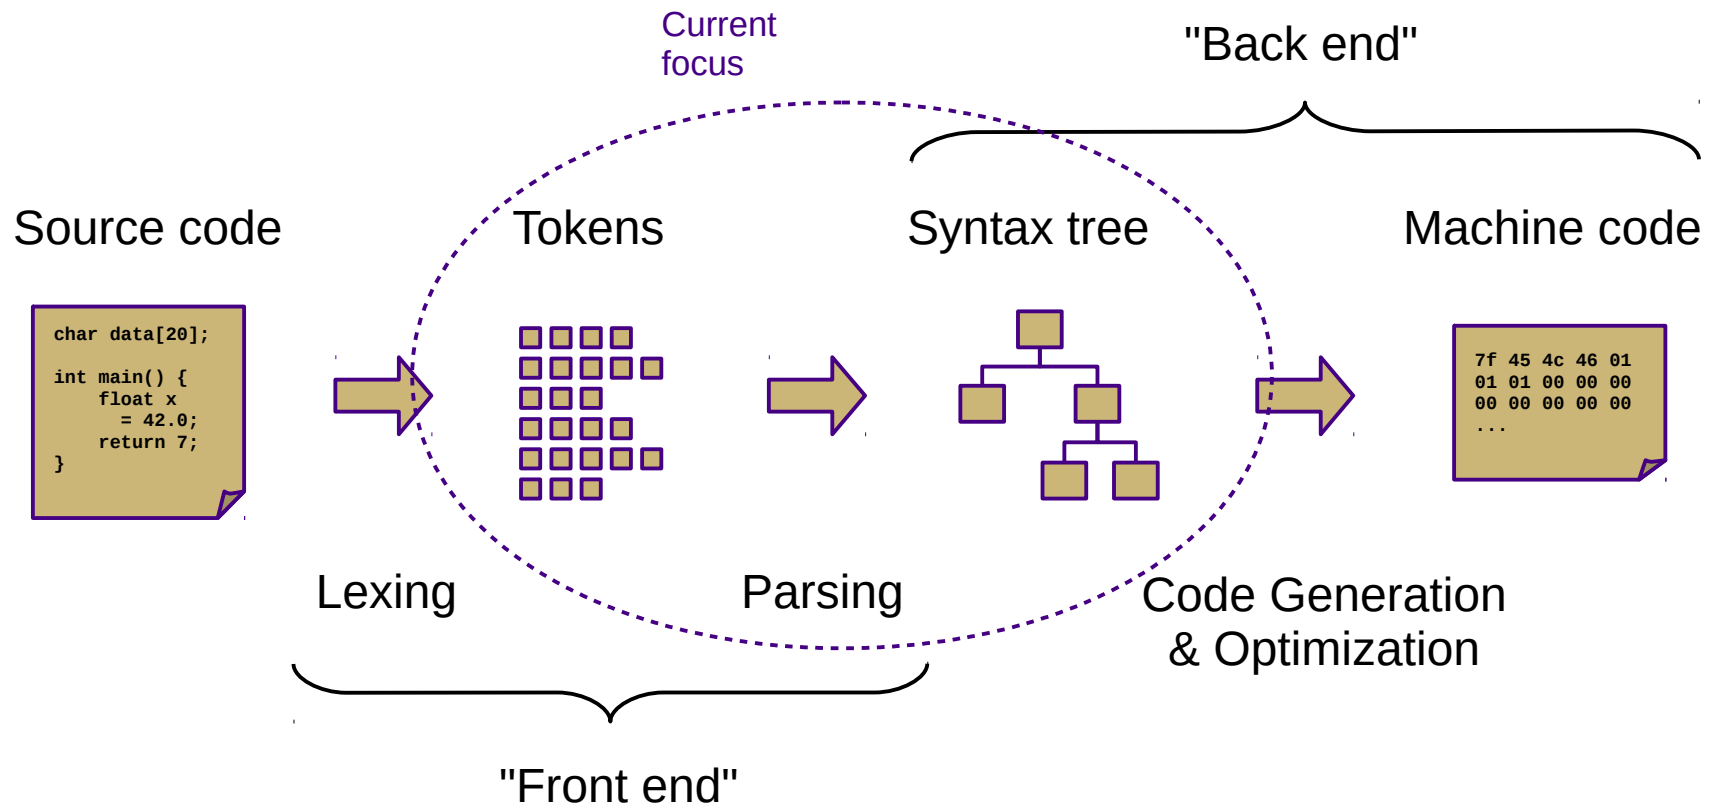 Current
focus
"Back end"
Source code
Tokens
Syntax tree
Machine code
char data[20];
int main() {
    float x
      = 42.0;
    return 7;
}
7f 45 4c 46 01
01 01 00 00 00
00 00 00 00 00
...
Lexing
Parsing
Code Generation
& Optimization
"Front end"